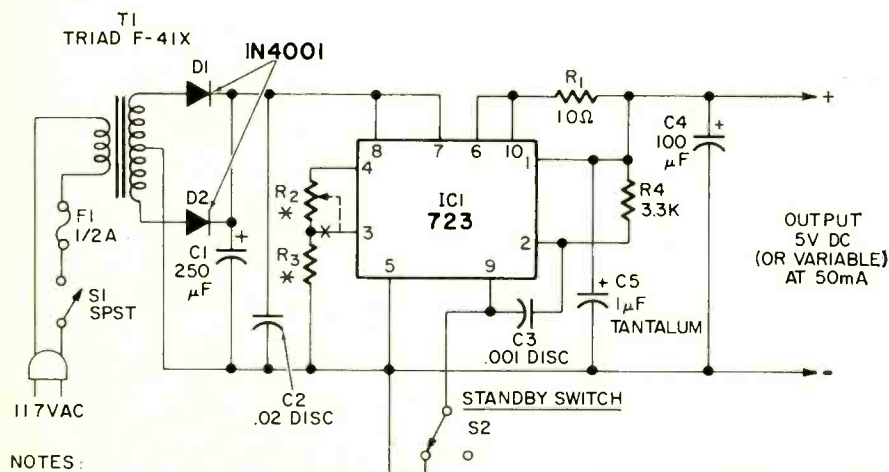 T1
TRIAD F-41X
IN4001
D1
D2
F1
1/2A
S1
SPST
117VAC
C1
250
µF
C2
.02 DISC
R2
*
R3
*
8
7
6
10
4
3
5
9
1
2
IC1
723
R1
10Ω
R4
3.3K
C4
100
µF
+
+
+
+
-
C5
1µF
TANTALUM
C3
.001 DISC
OUTPUT
5V DC
(OR VARIABLE)
AT 50mA
STANDBY SWITCH
S2
NOTES: